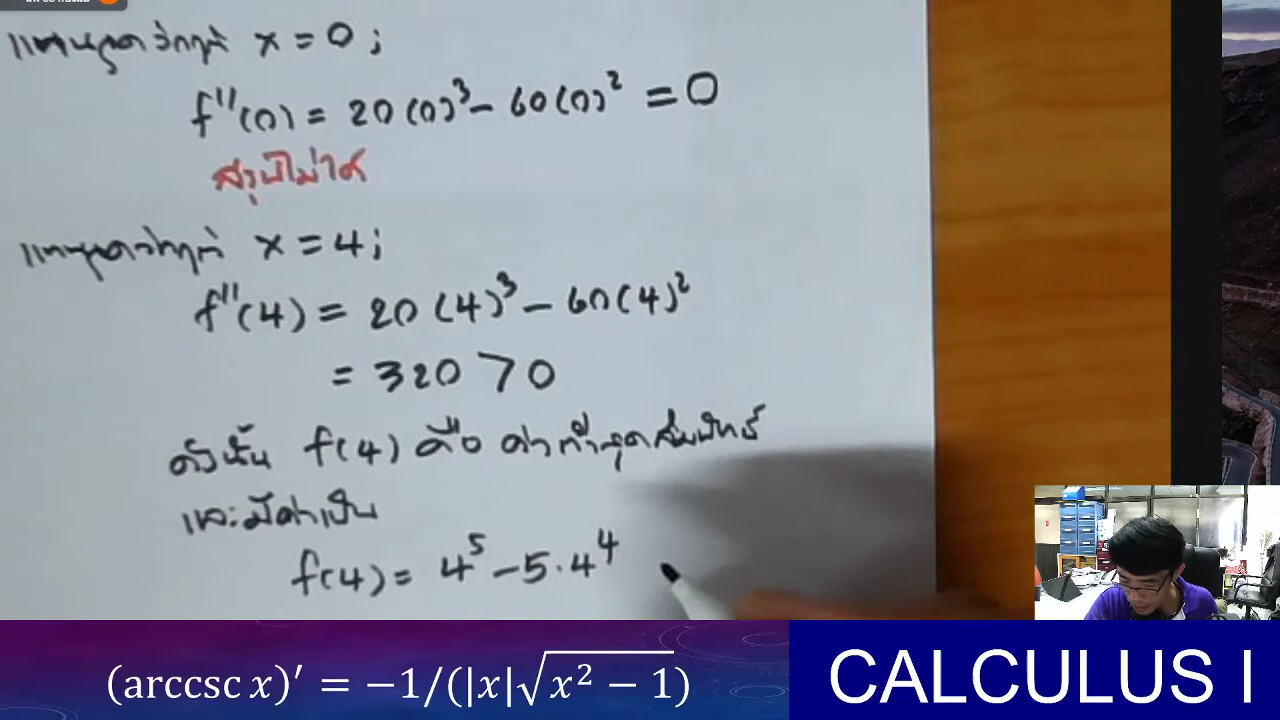 แทนจุดวิกฤต x = 0 ;
f''(0) = 20(0)³ - 60(0)² = 0
สรุปไม่ได้
แทนจุดวิกฤต x = 4 ;
f''(4) = 20(4)³ - 60(4)²
= 320 > 0
ดังนั้น f(4) คือ ค่าต่ำสุดสัมพัทธ์
และมีค่าเป็น
f(4) = 4⁵ - 5·4⁴
(arccsc x)′ = −1/(|x|√(x² − 1))
CALCULUS I